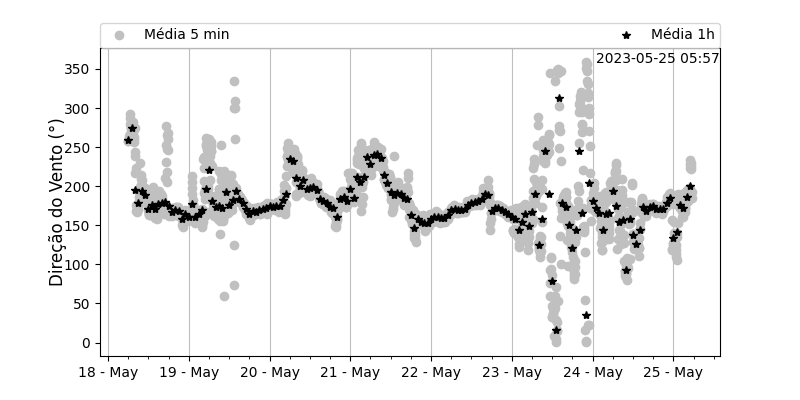 Média 5 min
Média 1h
2023-05-25 05:57
Direção do Vento (°)
350
300
250
200
150
100
50
0
18 - May
19 - May
20 - May
21 - May
22 - May
23 - May
24 - May
25 - May